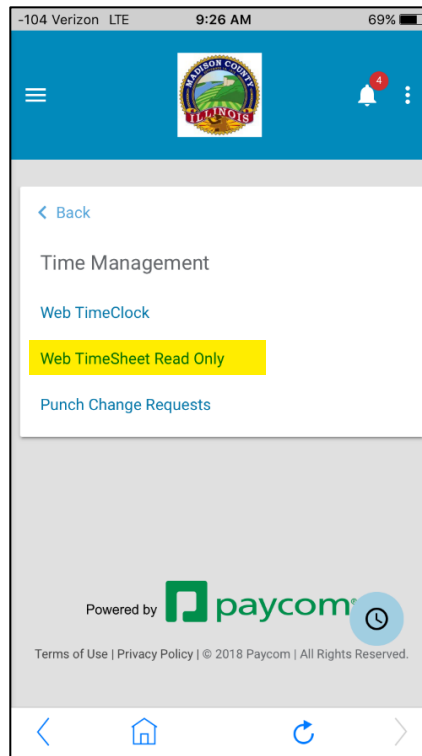 -104 Verizon LTE 9:26 AM 69%
MADISON COUNTY
ILLINOIS
4
Back
Time Management
Web TimeClock
Web TimeSheet Read Only
Punch Change Requests
Powered by paycom
Terms of Use | Privacy Policy | © 2018 Paycom | All Rights Reserved.